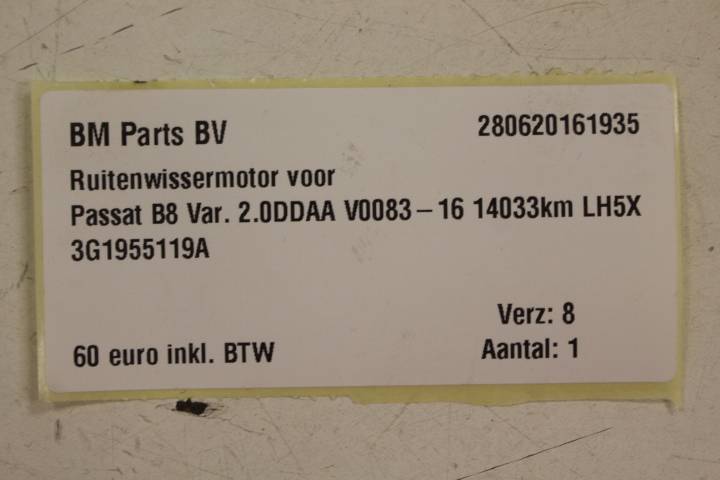 BM Parts BV 280620161935
Ruitenwissermotor voor
Passat B8 Var. 2.0DDAA V0083 – 16 14033km LH5X
3G1955119A
Verz: 8
60 euro inkl. BTW Aantal: 1